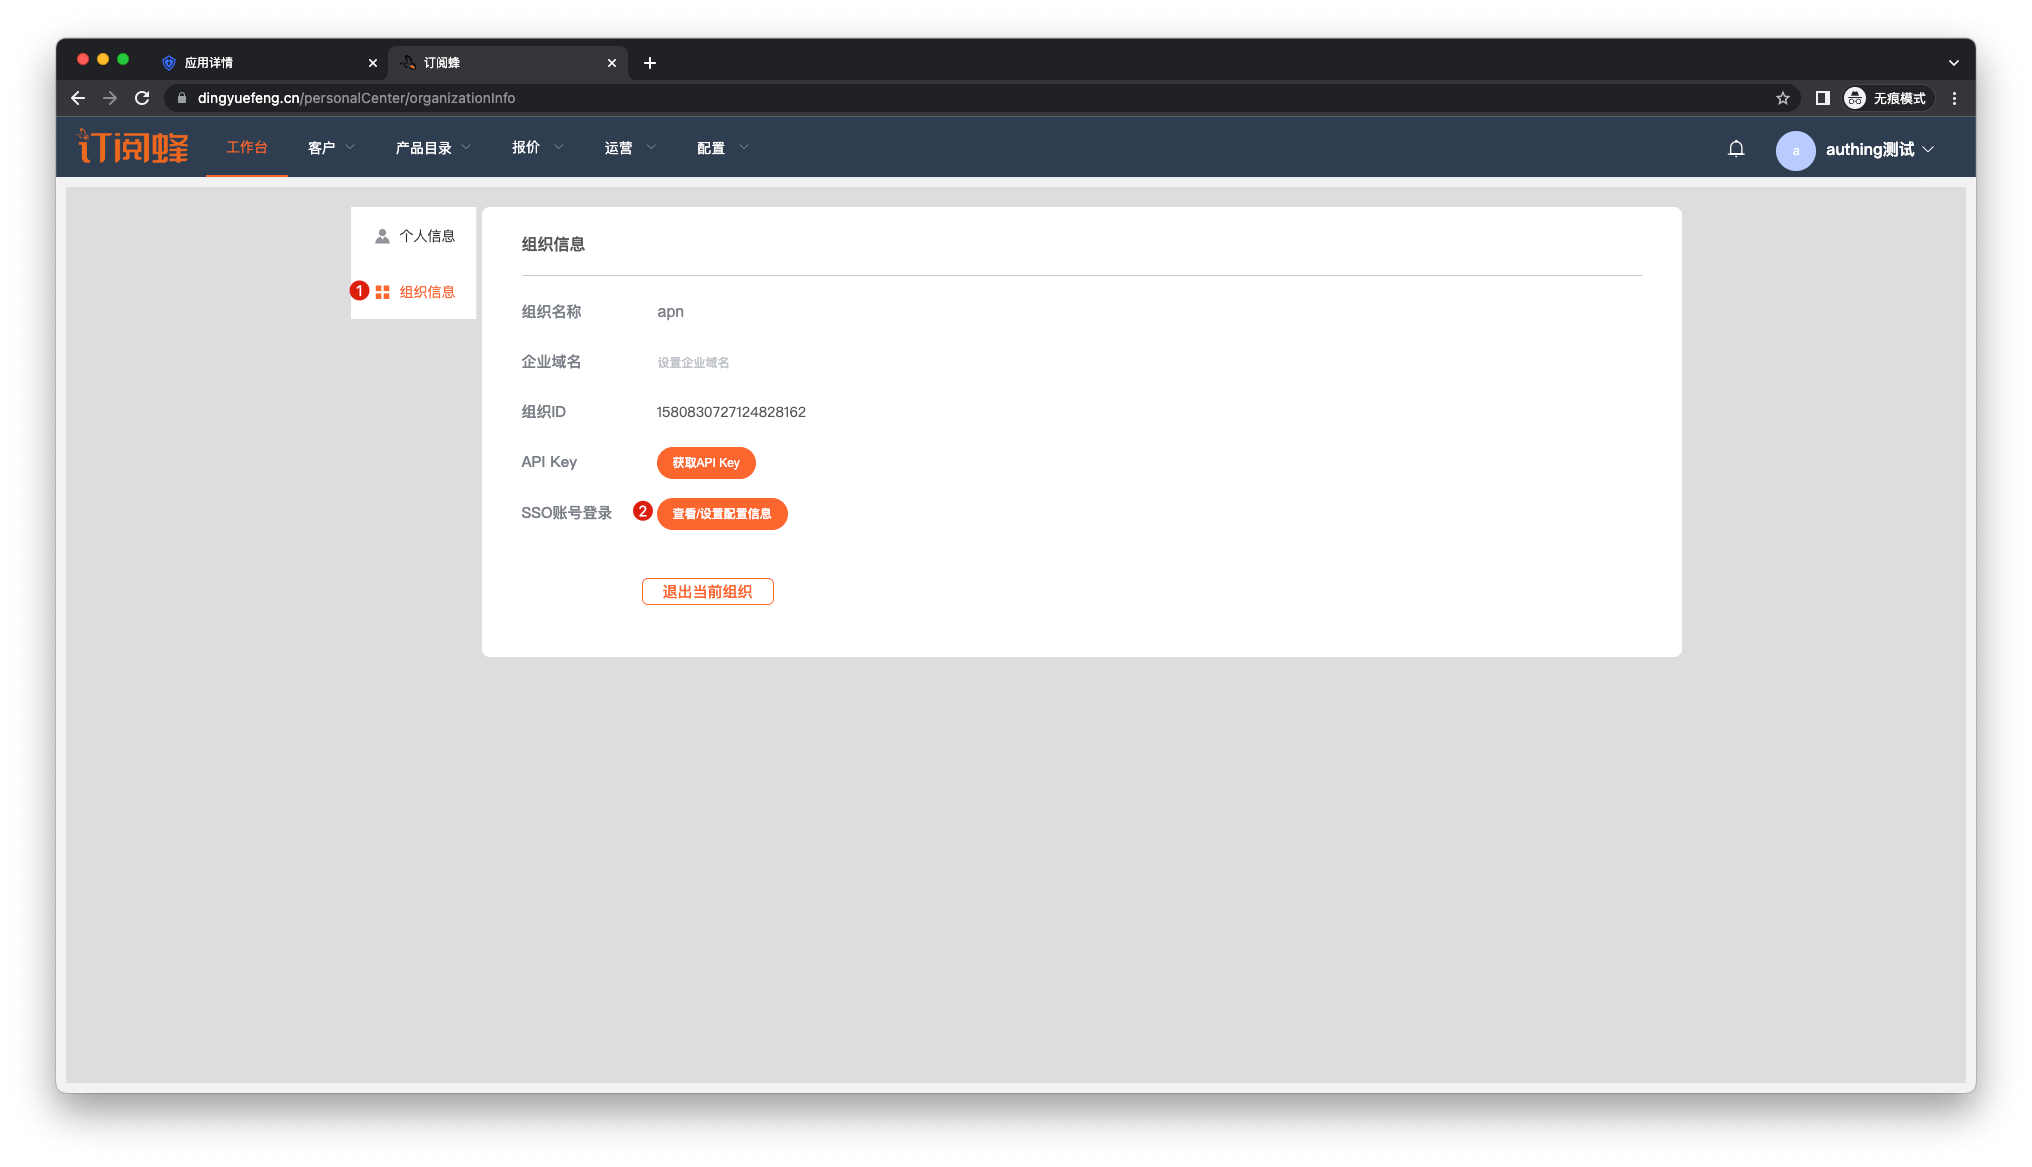 应用详情
订阅蜂
dingyuefeng.cn/personalCenter/organizationInfo
无痕模式
订阅蜂
工作台
客户
产品目录
报价
运营
配置
a
authing测试
个人信息
1
组织信息
组织信息
组织名称 apn
企业域名 设置企业域名
组织ID 1580830727124828162
API Key 获取API Key
SSO账号登录 2 查看/设置配置信息
退出当前组织